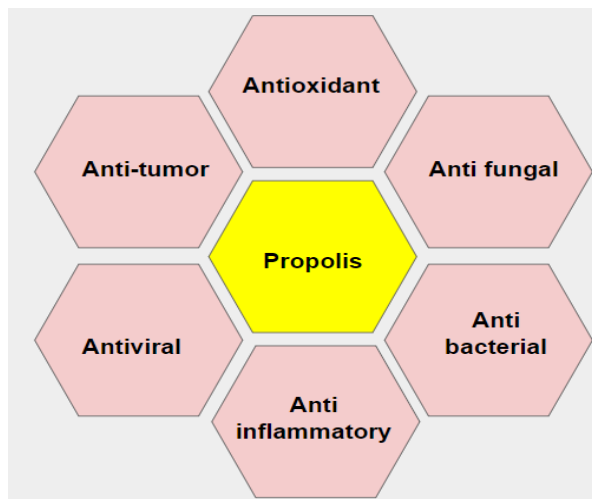 Antioxidant
Anti-tumor
Anti fungal
Propolis
Antiviral
Anti
bacterial
Anti
inflammatory